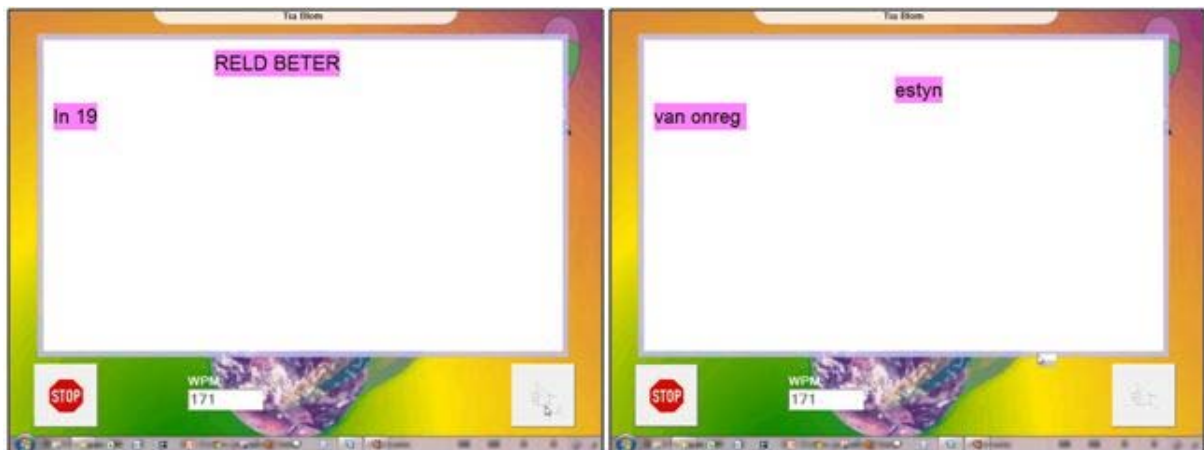 Tia Blom
RELD BETER
In 19
STOP
WPM
171
Tia Blom
estyn
van onreg
STOP
WPM
171